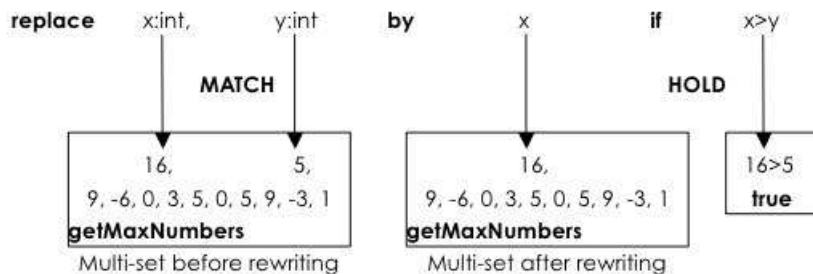 replace x:int, y:int by x if x>y
MATCH HOLD
16, 5, 16, 16>5
9, -6, 0, 3, 5, 0, 5, 9, -3, 1 9, -6, 0, 3, 5, 0, 5, 9, -3, 1 true
getMaxNumbers getMaxNumbers
Multi-set before rewriting Multi-set after rewriting